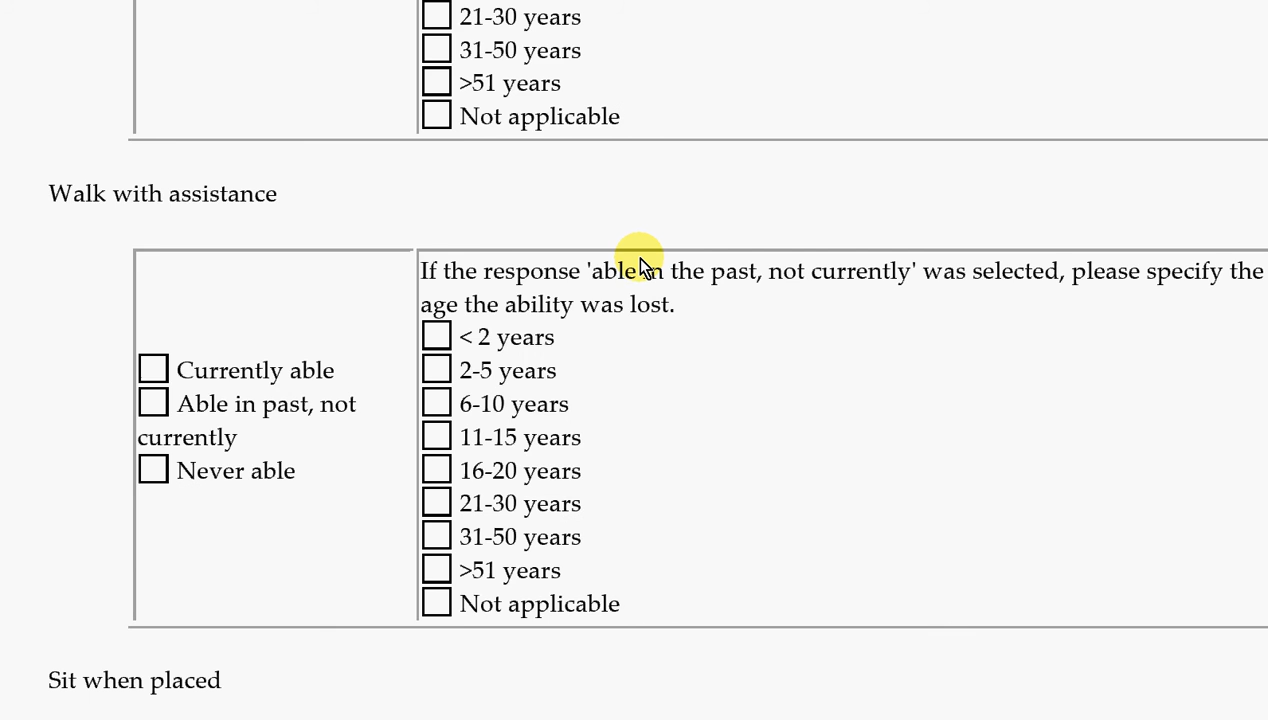 21-30 years
31-50 years
>51 years
Not applicable
Walk with assistance
If the response 'able in the past, not currently' was selected, please specify the
age the ability was lost.
< 2 years
Currently able
2-5 years
Able in past, not
6-10 years
currently
11-15 years
Never able
16-20 years
21-30 years
31-50 years
>51 years
Not applicable
Sit when placed